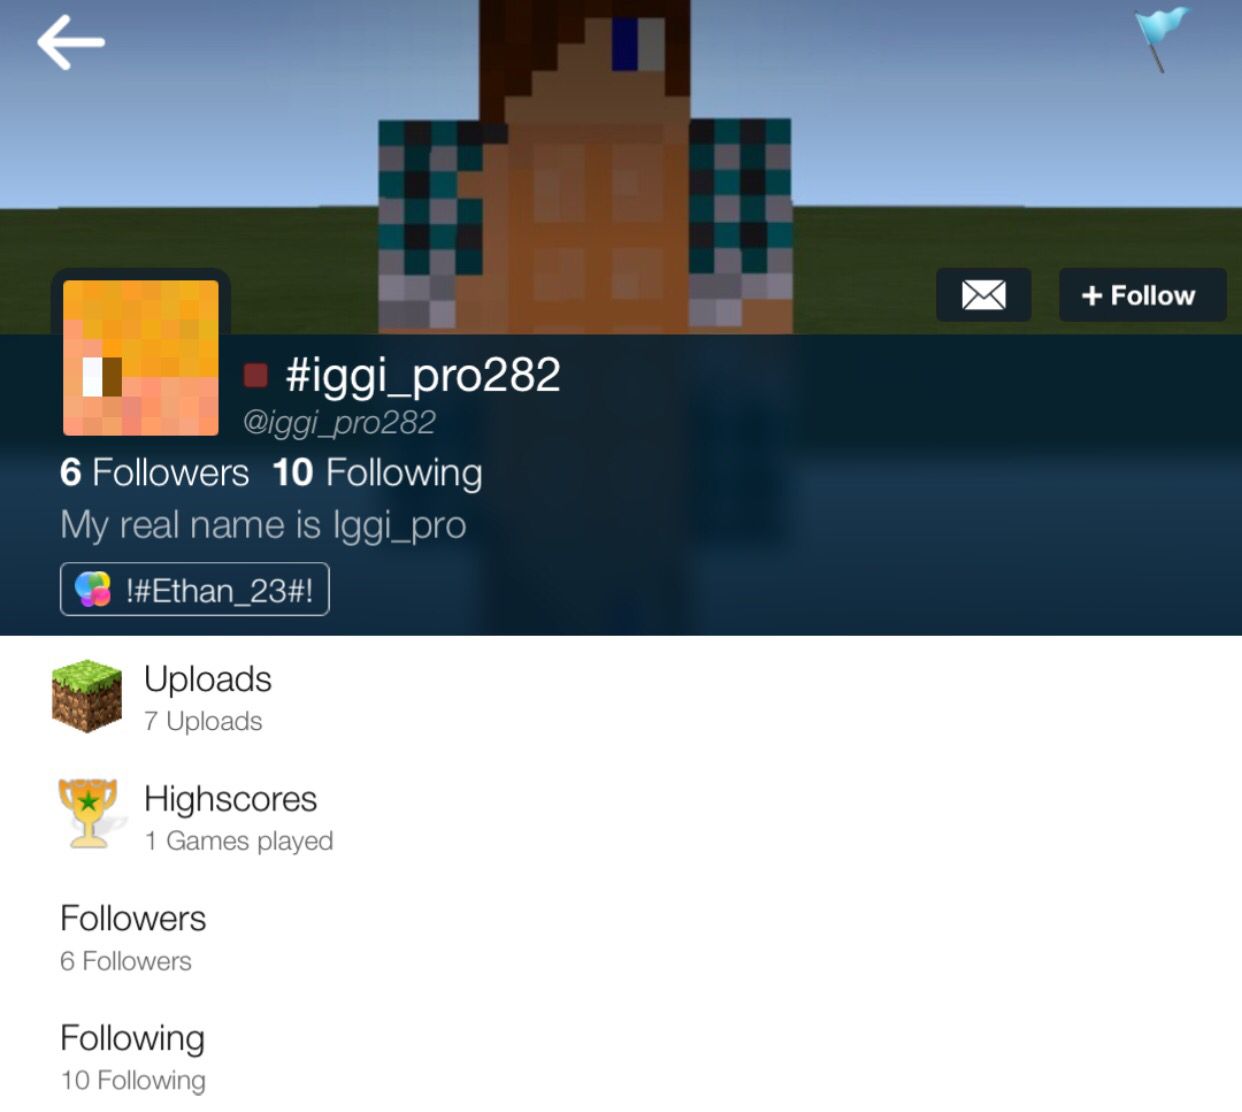 + Follow
#iggi_pro282
@iggi_pro282
6 Followers 10 Following
My real name is Iggi_pro
!#Ethan_23#!
Uploads
7 Uploads
Highscores
1 Games played
Followers
6 Followers
Following
10 Following